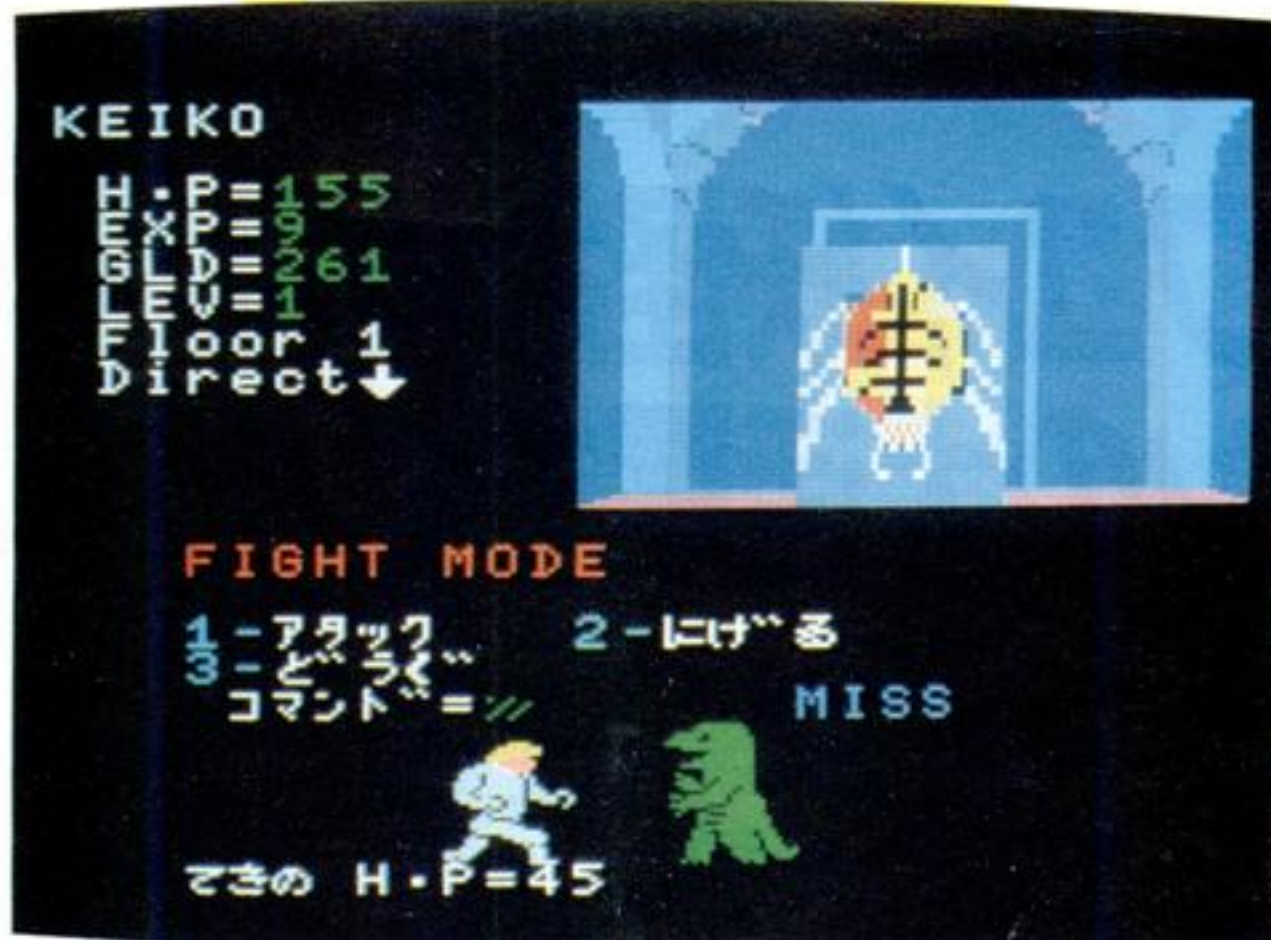 KEIKO
H・P=155
EXP=9
GLD=261
LEV=1
Floor 1
Direct↓
FIGHT MODE
1-アタック 2-にげ゛る
3-ど゛うぐ゛
コマンド゛=
MISS
てきの H・P=45